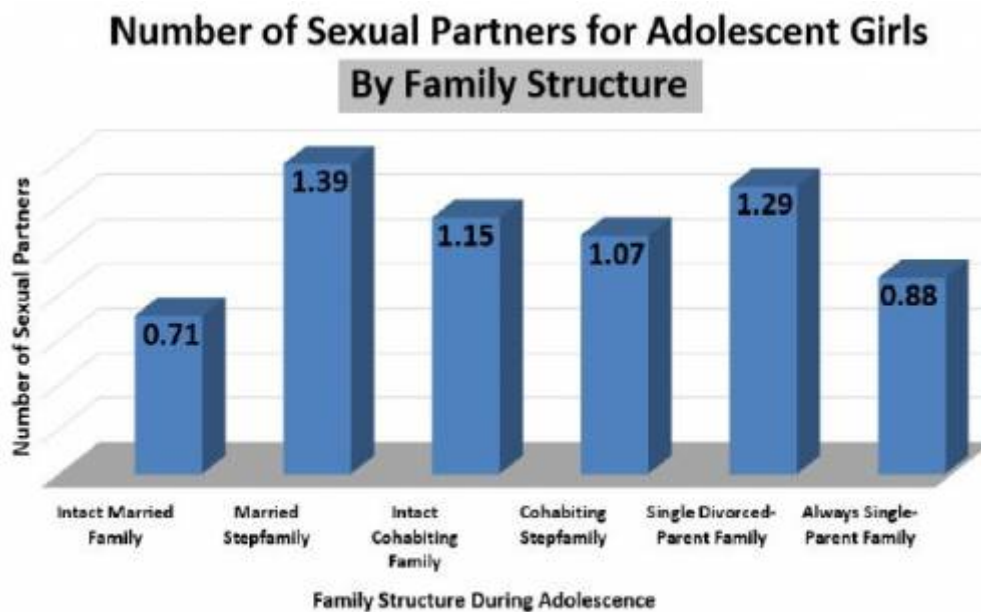 Number of Sexual Partners for Adolescent Girls
By Family Structure
Number of Sexual Partners
0.71
1.39
1.15
1.07
1.29
0.88
Intact Married
Family
Married
Stepfamily
Intact
Cohabiting
Family
Cohabiting
Stepfamily
Single Divorced-
Parent Family
Always Single-
Parent Family
Family Structure During Adolescence